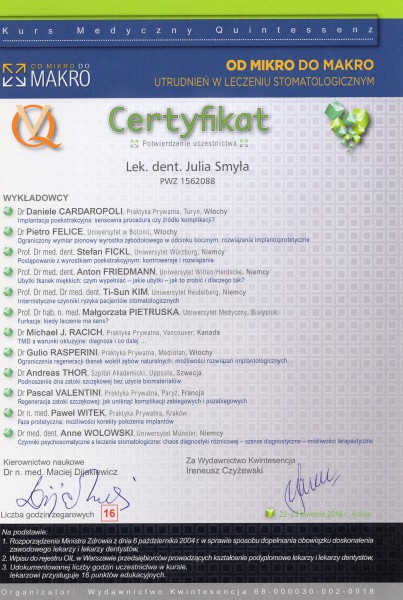 Kurs Medyczny Quintessenz
OD MIKRO DO
MAKRO
OD MIKRO DO MAKRO
UTRUDNIEŃ W LECZENIU STOMATOLOGICZNYM
QV
Certyfikat
Potwierdzenie uczestnictwa
Lek. dent. Julia Smyła
PWZ 1562088
WYKŁADOWCY
Dr Daniele CARDAROPOLI, Praktyka Prywatna, Turyn, Włochy
Implantacja poekstrakcyjna: sensowna procedura czy źródło komplikacji?
Dr Pietro FELICE, Uniwersytet w Bolonii, Włochy
Ograniczony wymiar pionowy wyrostka zębodołowego w odcinku bocznym: rozwiązania implantoprotetyczne
Prof. Dr med. dent. Stefan FICKL, Uniwersytet Würzburg, Niemcy
Postępowanie z wyrostkiem poekstrakcyjnym: kontrowersje i rozwiązania
Prof. Dr med. dent. Anton FRIEDMANN, Uniwersytet Witten/Herdecke, Niemcy
Ubytki tkanek miękkich: czym wypełniać – jakie ubytki – jak to zrobić i dlaczego tak?
Prof. Dr med. Dr med. dent. Ti-Sun KIM, Uniwersytet Heidelberg, Niemcy
Internistyczne czynniki ryzyka pacjentów stomatologicznych
Prof. Dr hab. n. med. Małgorzata PIETRUSKA, Uniwersytet Medyczny, Białystok
Furkacje: kiedy leczenie ma sens?
Dr Michael J. RACICH, Praktyka Prywatna, Vancouver, Kanada
TMD a warunki okluzyjne: diagnoza i co dalej ...
Dr Gulio RASPERINI, Praktyka Prywatna, Mediolan, Włochy
Ograniczenia regeneracji tkanek wokół zębów naturalnych: możliwości rozwiązań implantologicznych...
Dr Andreas THOR, Szpital Akademicki, Uppsala, Szwecja
Podnoszenie dna zatoki szczękowej bez użycia biomateriałów
Dr Pascal VALENTINI, Praktyka Prywatna, Paryż, Francja
Regeneracja zatoki szczękowej: jak uniknąć komplikacji zabiegowych i pozabiegowych
Dr n. med. Paweł WITEK, Praktyka Prywatna, Kraków
Faza protetyczna: możliwości korekty położenia implantów
Dr med. dent. Anne WOLOWSKI, Uniwersytet Münster, Niemcy
Czynniki psychosomatyczne a leczenie stomatologiczne: chaos diagnostyki różnicowej – szanse diagnostyczne – możliwości terapeutyczne
Kierownictwo naukowe
Dr n. med. Maciej Dijakiewicz
Za Wydawnictwo Kwintesencja
Ireneusz Czyżewski
Liczba godzin zegarowych 16
22–23 kwietnia 2016 r.
Na podstawie:
1. Rozporządzenia Ministra Zdrowia z dnia 6 października 2004 r. w sprawie sposobu dopełniania obowiązku doskonalenia
zawodowego lekarzy i lekarzy dentystów,
2. Wpisu do rejestru OIL w Warszawie przedsiębiorców prowadzących kształcenie podyplomowe lekarzy i lekarzy dentystów,
3. Udokumentowanej liczby godzin uczestnictwa w kursie,
lekarzowi przysługuje 16 punktów edukacyjnych.
Organizator: Wydawnictwo Kwintesencja 68-000030-002-0018